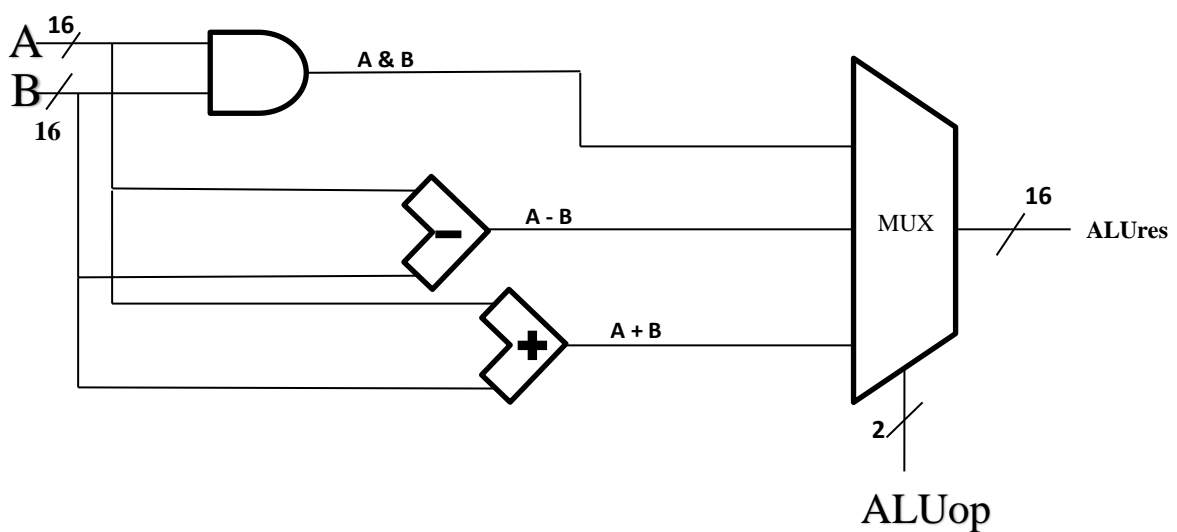 A
16
B
16
A & B
A - B
A + B
MUX
16
ALUres
2
ALUop